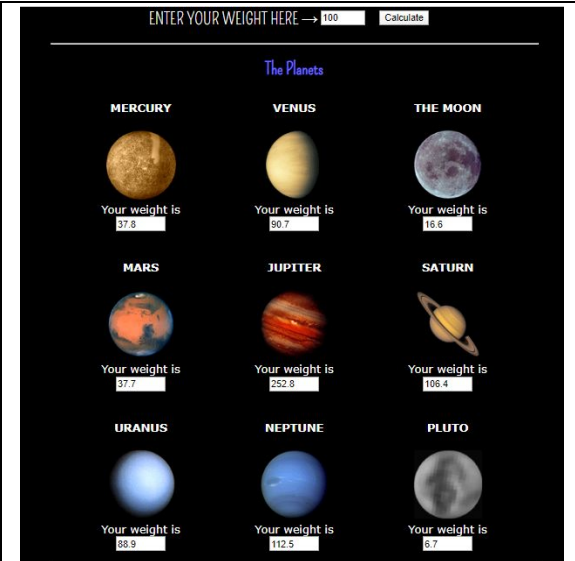 ENTER YOUR WEIGHT HERE → 100 Calculate
The Planets
MERCURY VENUS THE MOON
Your weight is Your weight is Your weight is
37.8 90.7 16.6
MARS JUPITER SATURN
Your weight is Your weight is Your weight is
37.7 252.8 106.4
URANUS NEPTUNE PLUTO
Your weight is Your weight is Your weight is
88.9 112.5 6.7